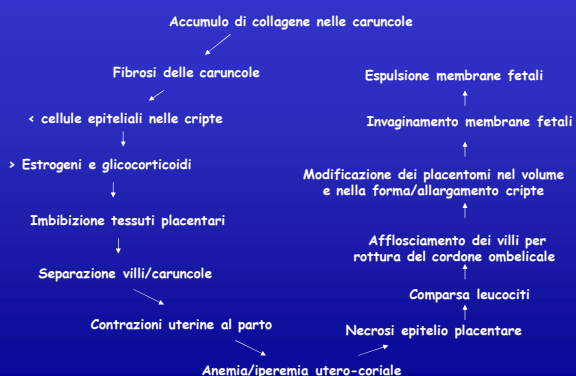 Accumulo di collagene nelle caruncole
Fibrosi delle caruncole
< cellule epiteliali nelle cripte
> Estrogeni e glicocorticoidi
Imbibizione tessuti placentari
Separazione villi/caruncole
Contrazioni uterine al parto
Anemia/iperemia utero-coriale
Necrosi epitelio placentare
Comparsa leucociti
Afflosciamento dei villi per
rottura del cordone ombelicale
Modificazione dei placentomi nel volume
e nella forma/allargamento cripte
Invaginamento membrane fetali
Espulsione membrane fetali